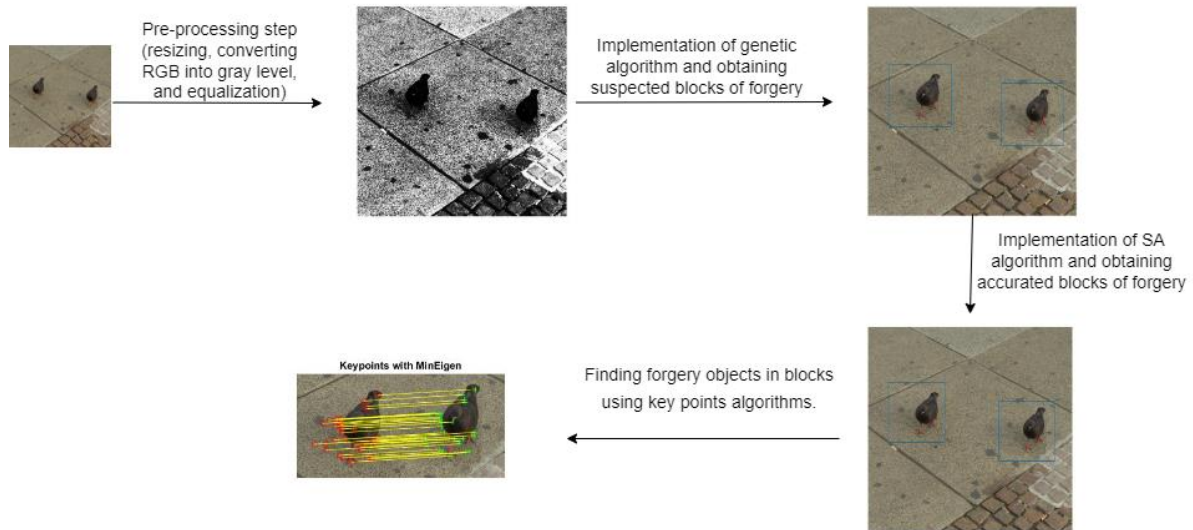 Pre-processing step
(resizing, converting
RGB into gray level,
and equalization)
Implementation of genetic
algorithm and obtaining
suspected blocks of forgery
Implementation of SA
algorithm and obtaining
accurated blocks of forgery
Finding forgery objects in blocks
using key points algorithms.
Keypoints with MinEigen